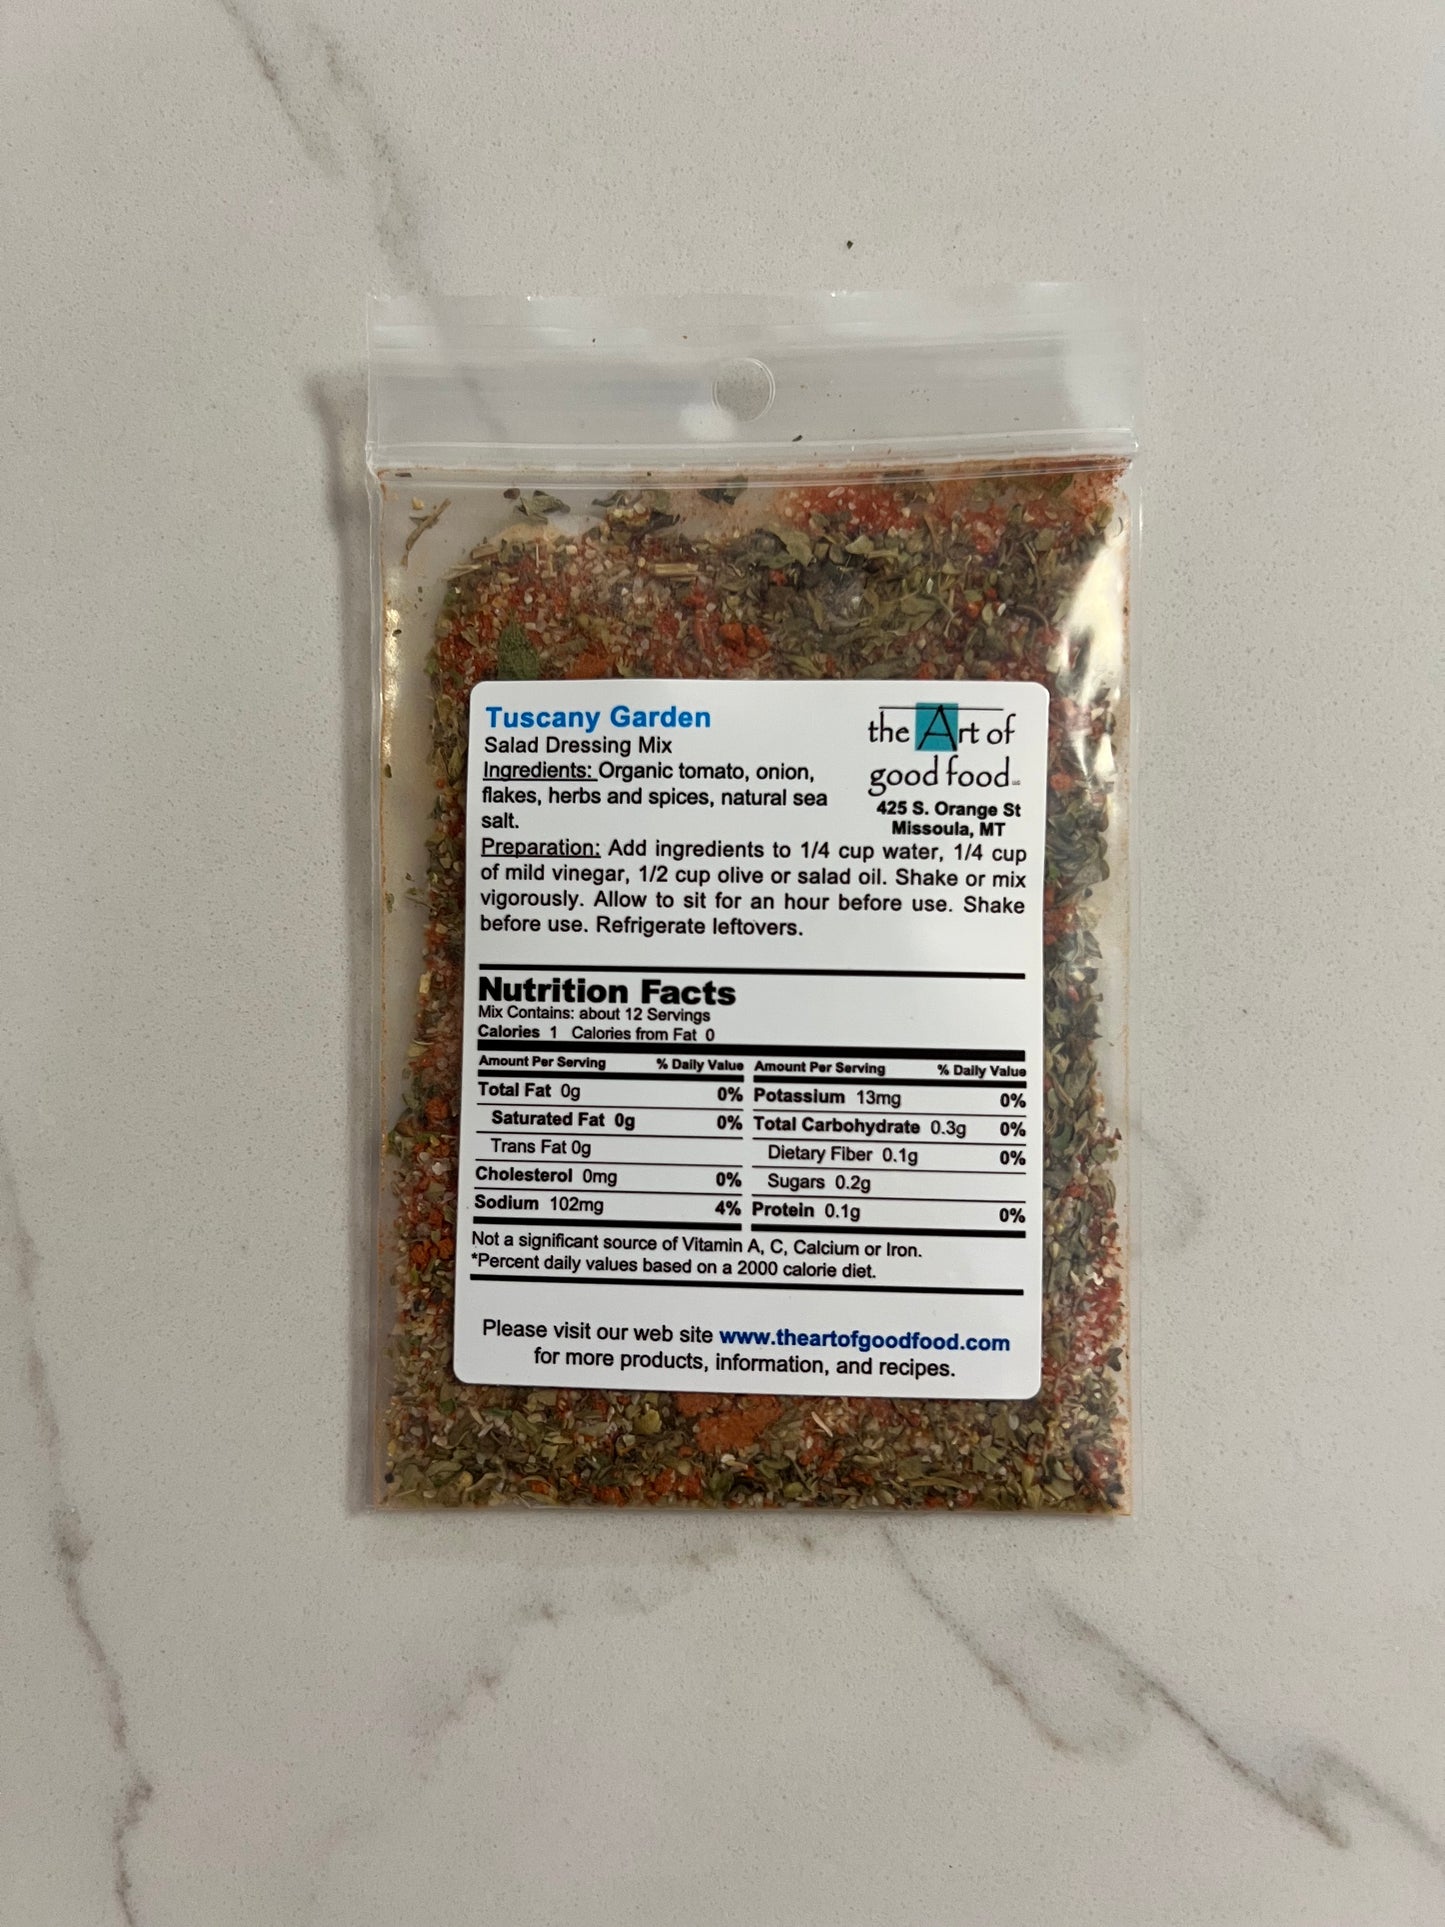 Tuscany Garden
Salad Dressing Mix
Ingredients: Organic tomato, onion,
flakes, herbs and spices, natural sea
salt.
the Art of
good food
425 S. Orange St
Missoula, MT
Preparation: Add ingredients to 1/4 cup water, 1/4 cup
of mild vinegar, 1/2 cup olive or salad oil. Shake or mix
vigorously. Allow to sit for an hour before use. Shake
before use. Refrigerate leftovers.
Nutrition Facts
Mix Contains: about 12 Servings
Calories 1 Calories from Fat 0
Amount Per Serving % Daily Value
Total Fat 0g 0%
Saturated Fat 0g 0%
Trans Fat 0g
Cholesterol 0mg 0%
Sodium 102mg 4%
Amount Per Serving % Daily Value
Potassium 13mg 0%
Total Carbohydrate 0.3g 0%
Dietary Fiber 0.1g 0%
Sugars 0.2g
Protein 0.1g 0%
Not a significant source of Vitamin A, C, Calcium or Iron.
*Percent daily values based on a 2000 calorie diet.
Please visit our web site www.theartofgoodfood.com
for more products, information, and recipes.